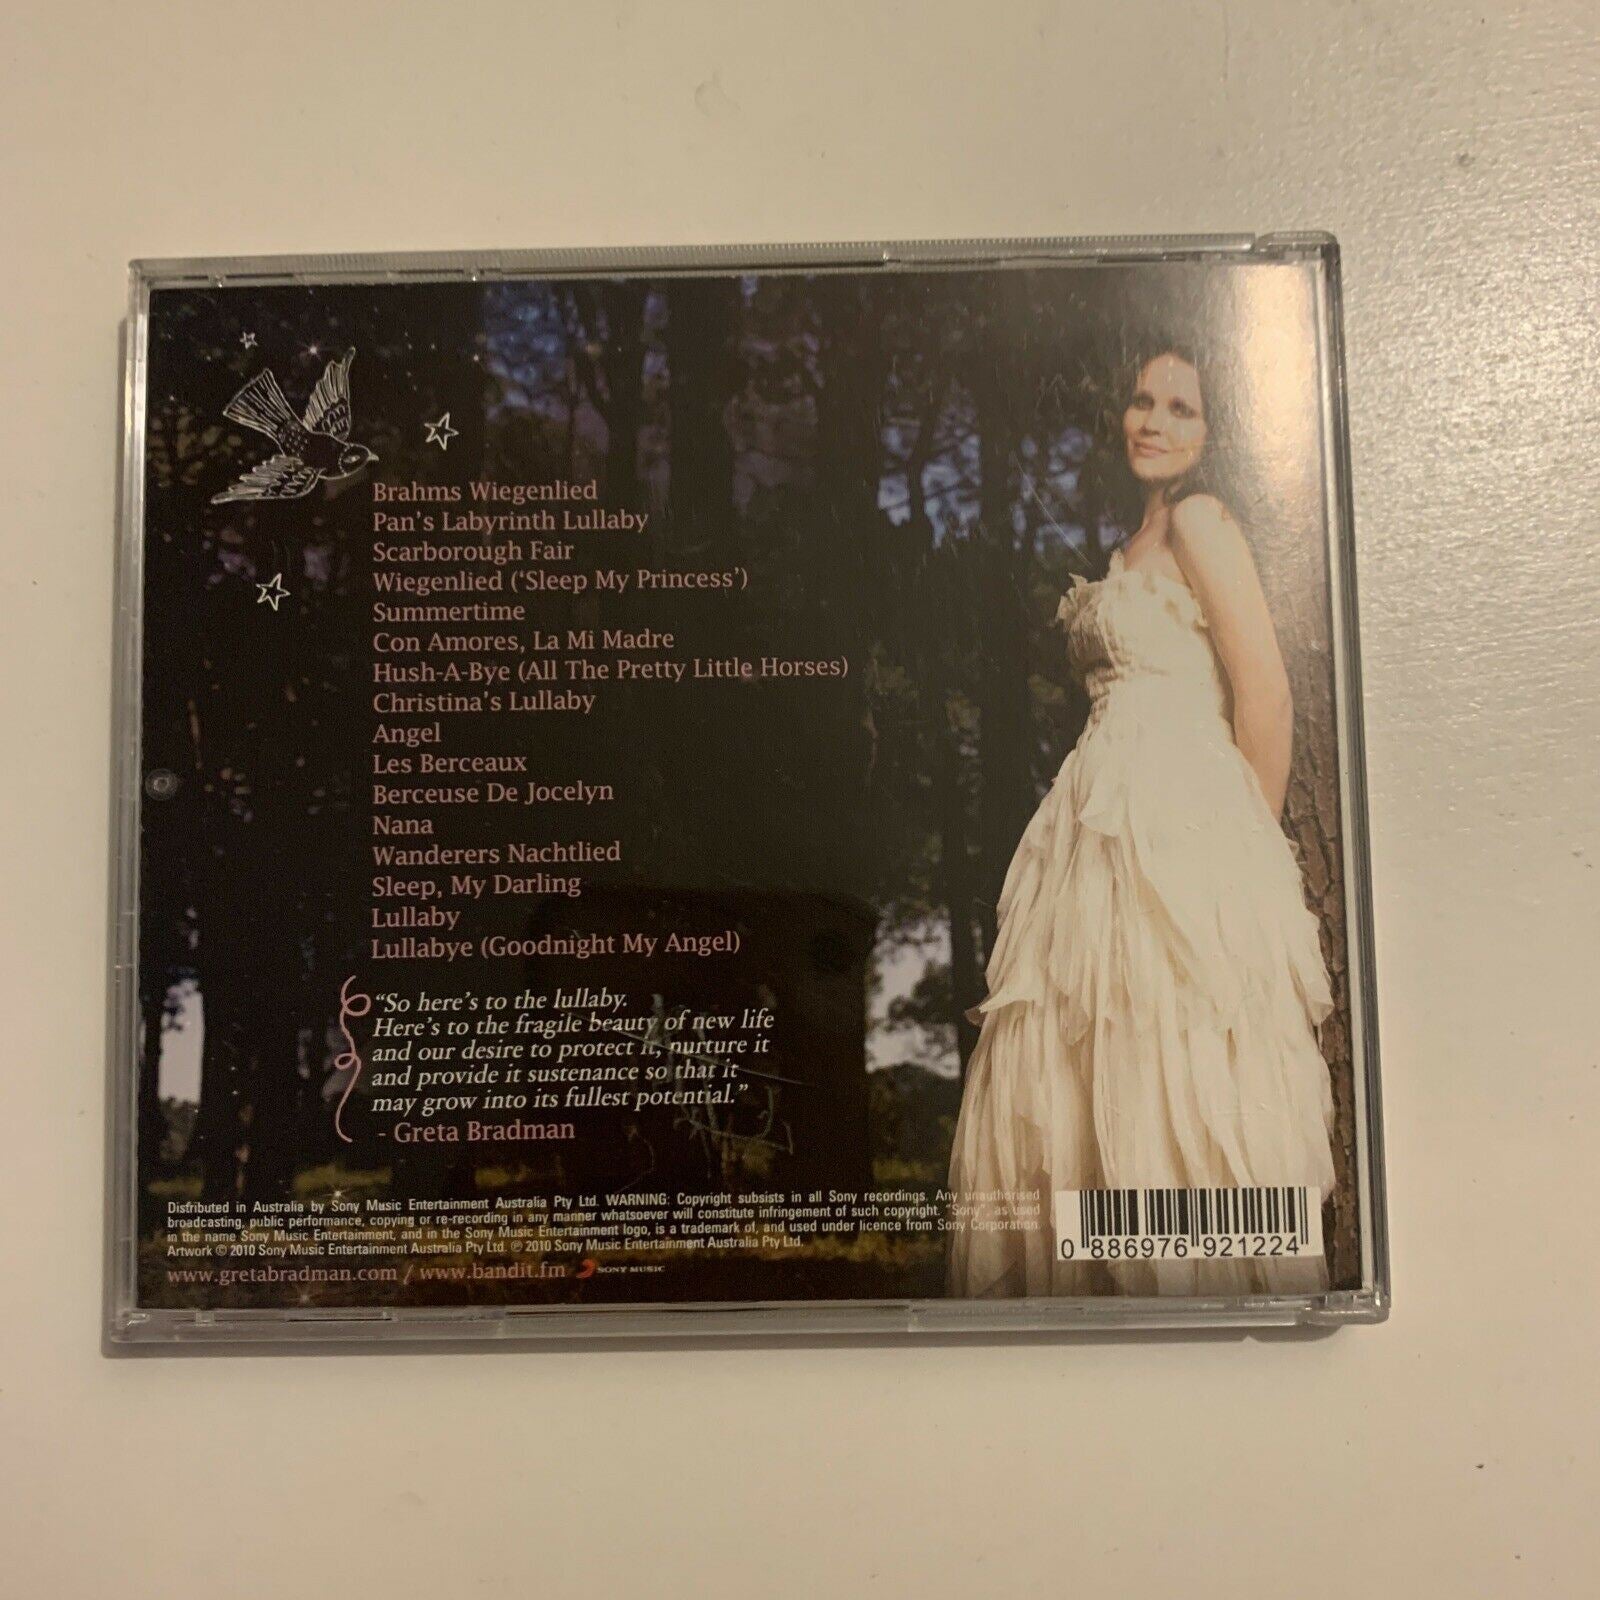 Brahms Wiegenlied
Pan's Labyrinth Lullaby
Scarborough Fair
Wiegenlied ('Sleep My Princess')
Summertime
Con Amores, La Mi Madre
Hush-A-Bye (All The Pretty Little Horses)
Christina's Lullaby
Angel
Les Berceaux
Berceuse De Jocelyn
Nana
Wanderers Nachtlied
Sleep, My Darling
Lullaby
Lullabye (Goodnight My Angel)
"So here's to the lullaby.
Here's to the fragile beauty of new life
and our desire to protect it, nurture it
and provide it sustenance so that it
may grow into its fullest potential."
- Greta Bradman
Distributed in Australia by Sony Music Entertainment Australia Pty Ltd. WARNING: Copyright subsists in all Sony recordings. Any unauthorised
broadcasting, public performance, copying or re-recording in any manner whatsoever will constitute infringement of such copyright. "Sony", as used
in the name Sony Music Entertainment, and in the Sony Music Entertainment logo, is a trademark of, and used under licence from Sony Corporation.
Artwork © 2010 Sony Music Entertainment Australia Pty Ltd. ℗ 2010 Sony Music Entertainment Australia Pty Ltd.
www.gretabradman.com / www.bandit.fm SONY MUSIC
0 886976 921224